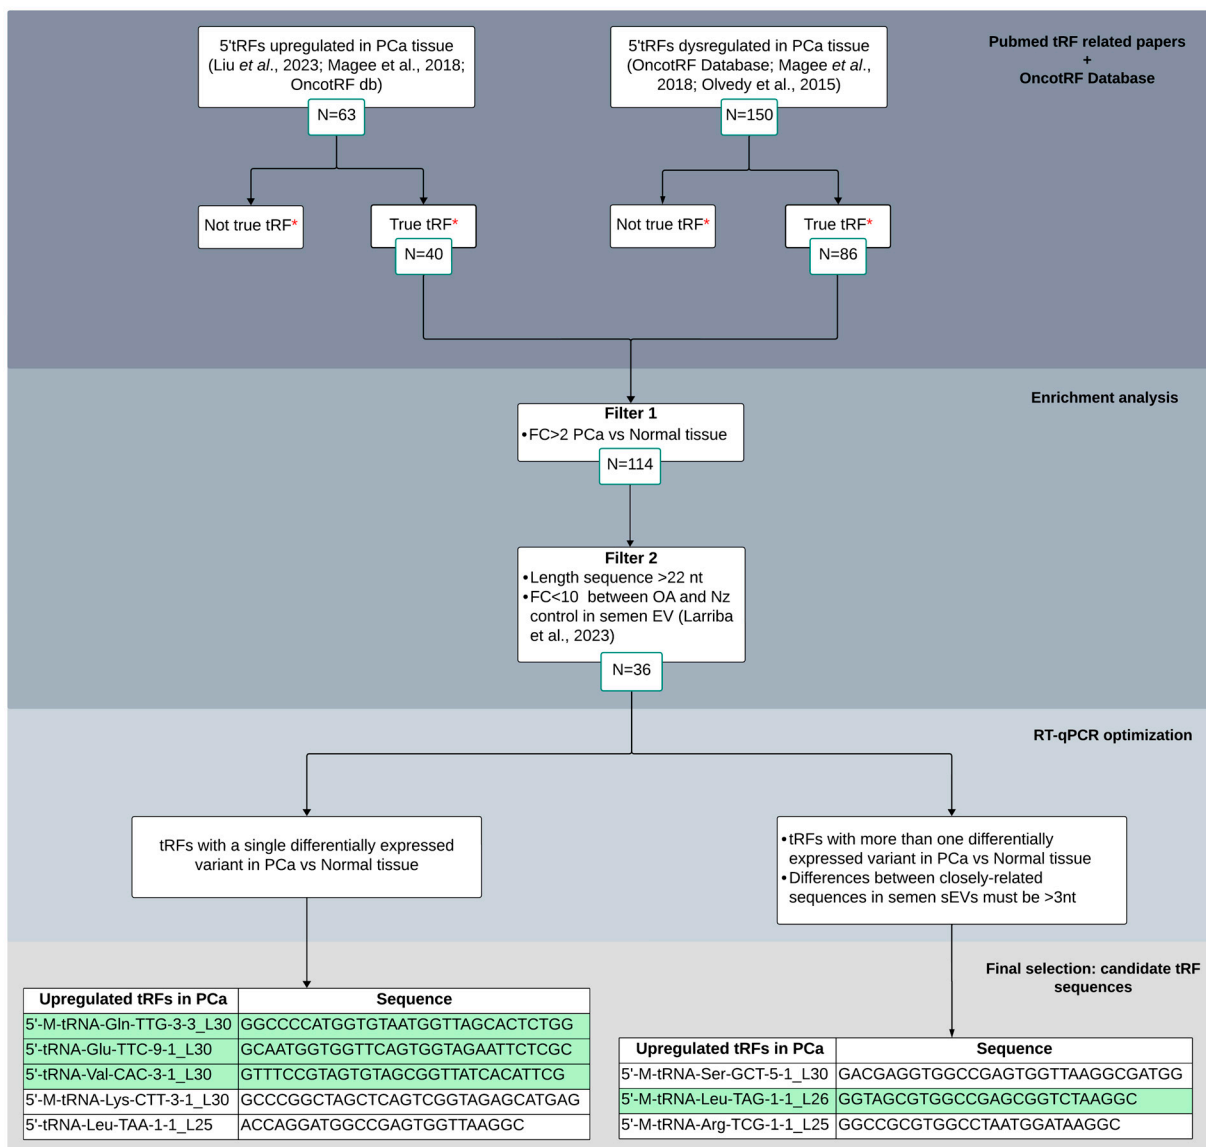 5'tRFs upregulated in PCa tissue
(Liu et al., 2023; Magee et al., 2018;
OncotRF db)
N=63
5'tRFs dysregulated in PCa tissue
(OncotRF Database; Magee et al.,
2018; Olvedy et al., 2015)
N=150
Pubmed tRF related papers
+
OncotRF Database
Not true tRF*
True tRF*
N=40
Not true tRF*
True tRF*
N=86
Enrichment analysis
Filter 1
•FC>2 PCa vs Normal tissue
N=114
Filter 2
•Length sequence >22 nt
•FC<10 between OA and Nz
control in semen EV (Larriba
et al., 2023)
N=36
RT-qPCR optimization
tRFs with a single differentially expressed
variant in PCa vs Normal tissue
•tRFs with more than one differentially
expressed variant in PCa vs Normal tissue
•Differences between closely-related
sequences in semen sEVs must be >3nt
Final selection: candidate tRF
sequences
Upregulated tRFs in PCa Sequence
5'-M-tRNA-Gln-TTG-3-3_L30 GGCCCCATGGTGTAATGGTTAGCACTCTGG
5'-tRNA-Glu-TTC-9-1_L30 GCAATGGTGGTTCAGTGGTAGAATTCTCGC
5'-tRNA-Val-CAC-3-1_L30 GTTTCCGTAGTGTAGCGGTTATCACATTCG
5'-M-tRNA-Lys-CTT-3-1_L30 GCCCGGCTAGCTCAGTCGGTAGAGCATGAG
5'-tRNA-Leu-TAA-1-1_L25 ACCAGGATGGCCGAGTGGTTAAGGC
Upregulated tRFs in PCa Sequence
5'-M-tRNA-Ser-GCT-5-1_L30 GACGAGGTGGCCGAGTGGTTAAGGCGATGG
5'-M-tRNA-Leu-TAG-1-1_L26 GGTAGCGTGGCCGAGCGGTCTAAGGC
5'-M-tRNA-Arg-TCG-1-1_L25 GGCCGCGTGGCCTAATGGATAAGGC